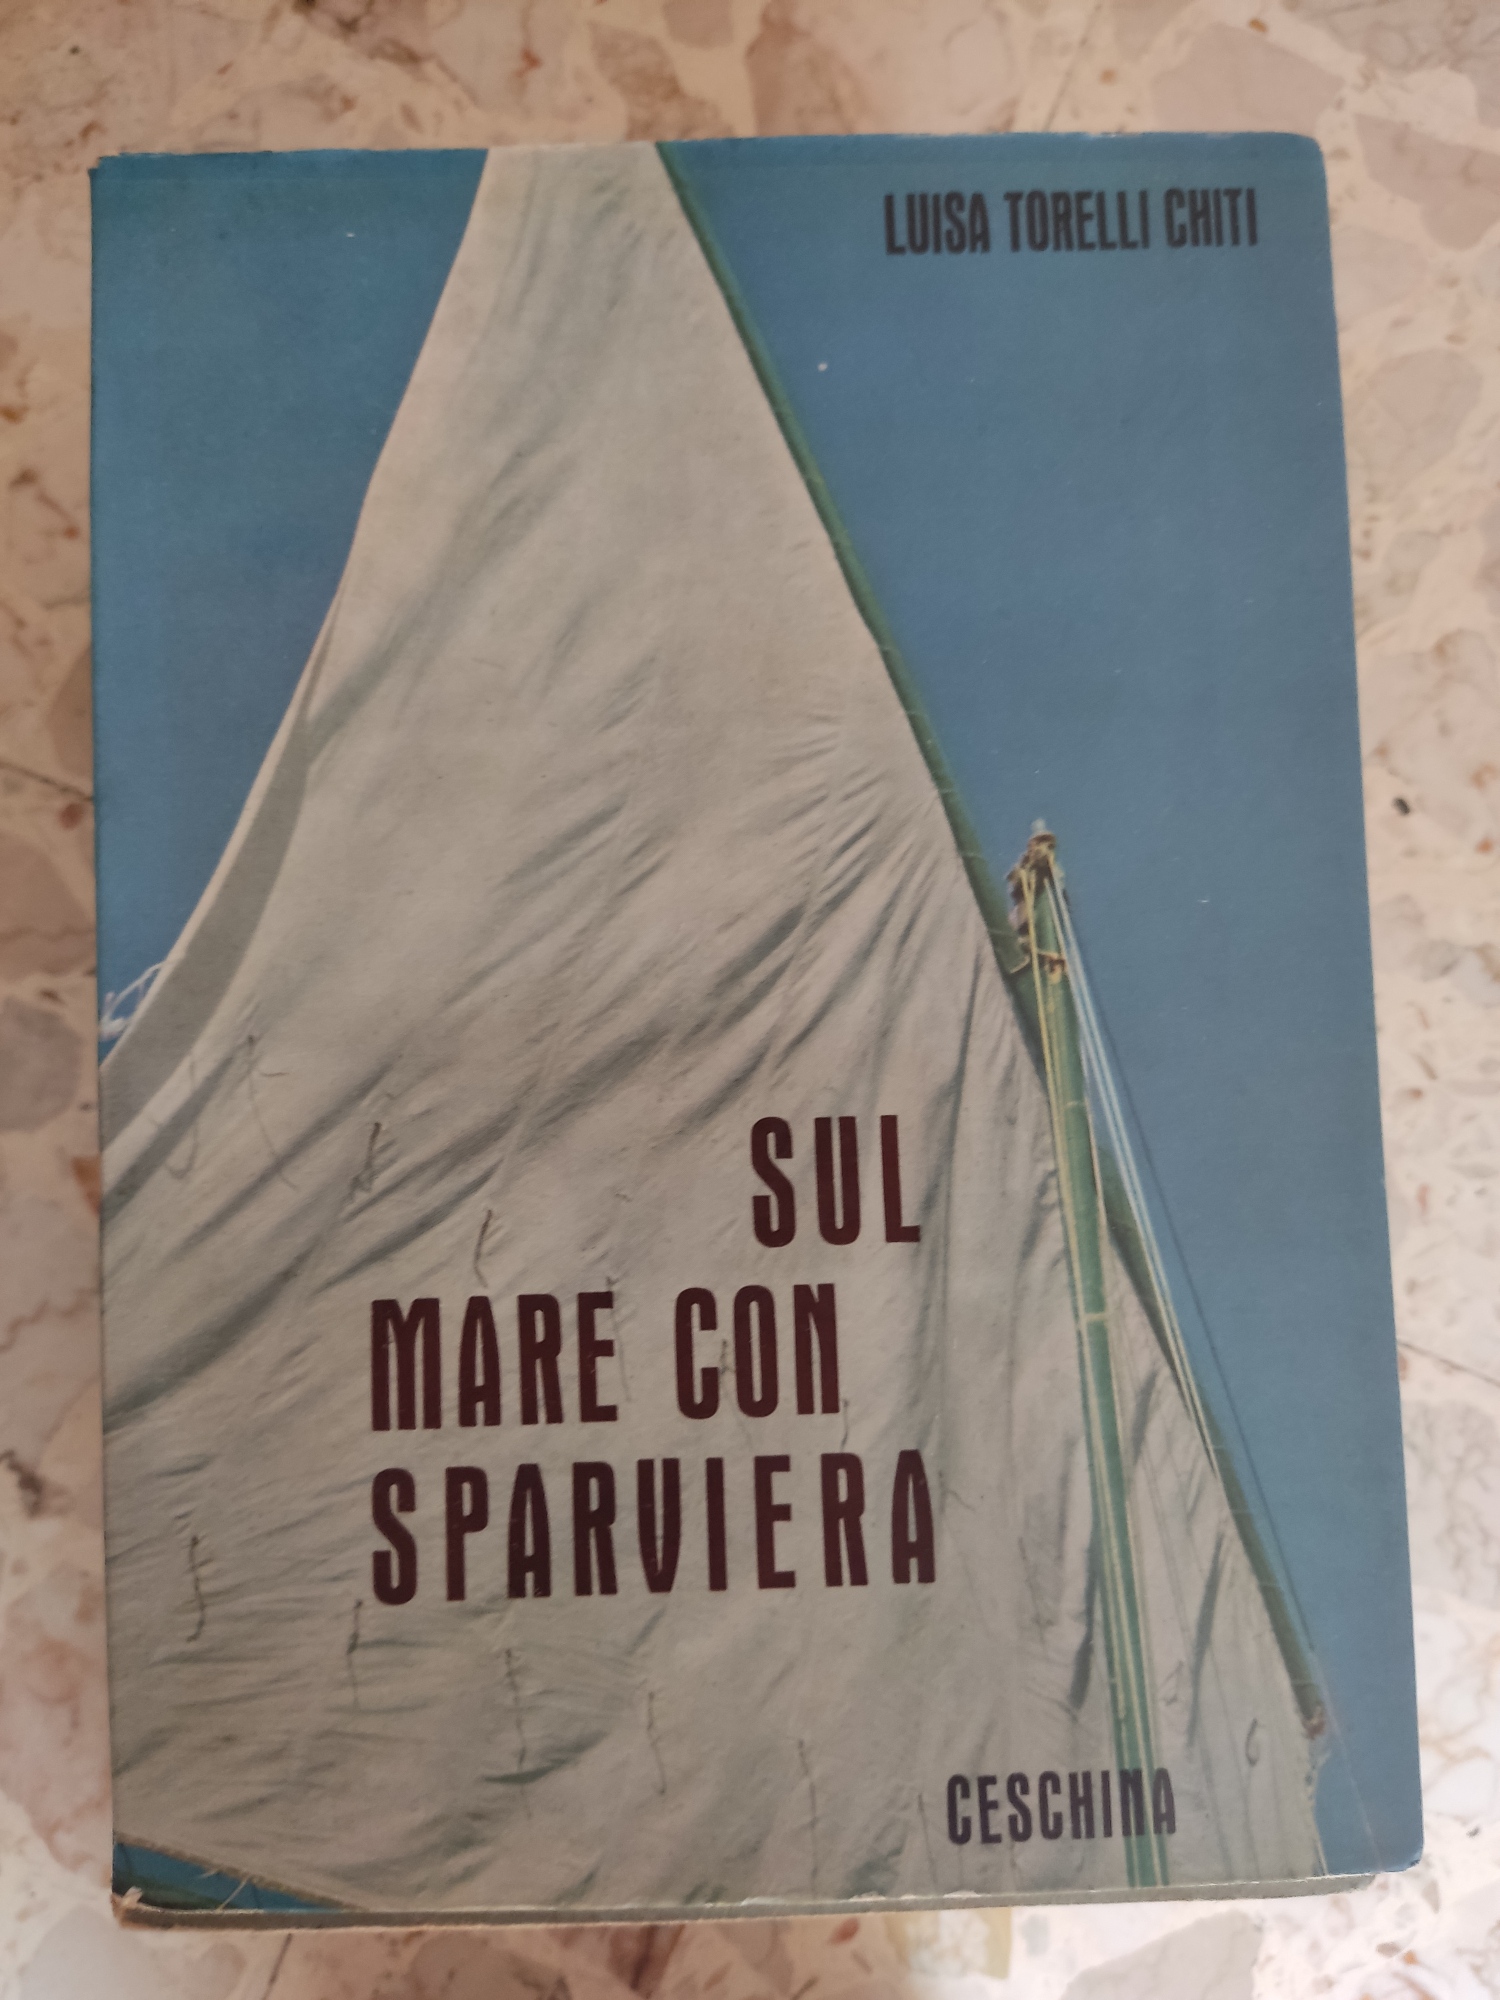 LUISA TORELLI CHITI
SUL
MARE CON
SPARVIERA
CESCHINA